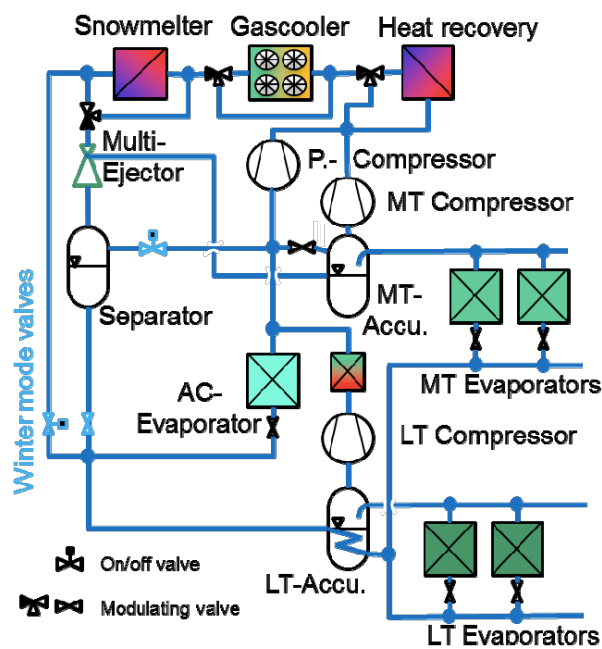 Snowmelter
Gascooler
Heat recovery
Multi-
Ejector
P.- Compressor
MT Compressor
Separator
MT-
Accu.
Winter mode valves
AC-
Evaporator
MT Evaporators
LT Compressor
LT-Accu.
On/off valve
Modulating valve
LT Evaporators